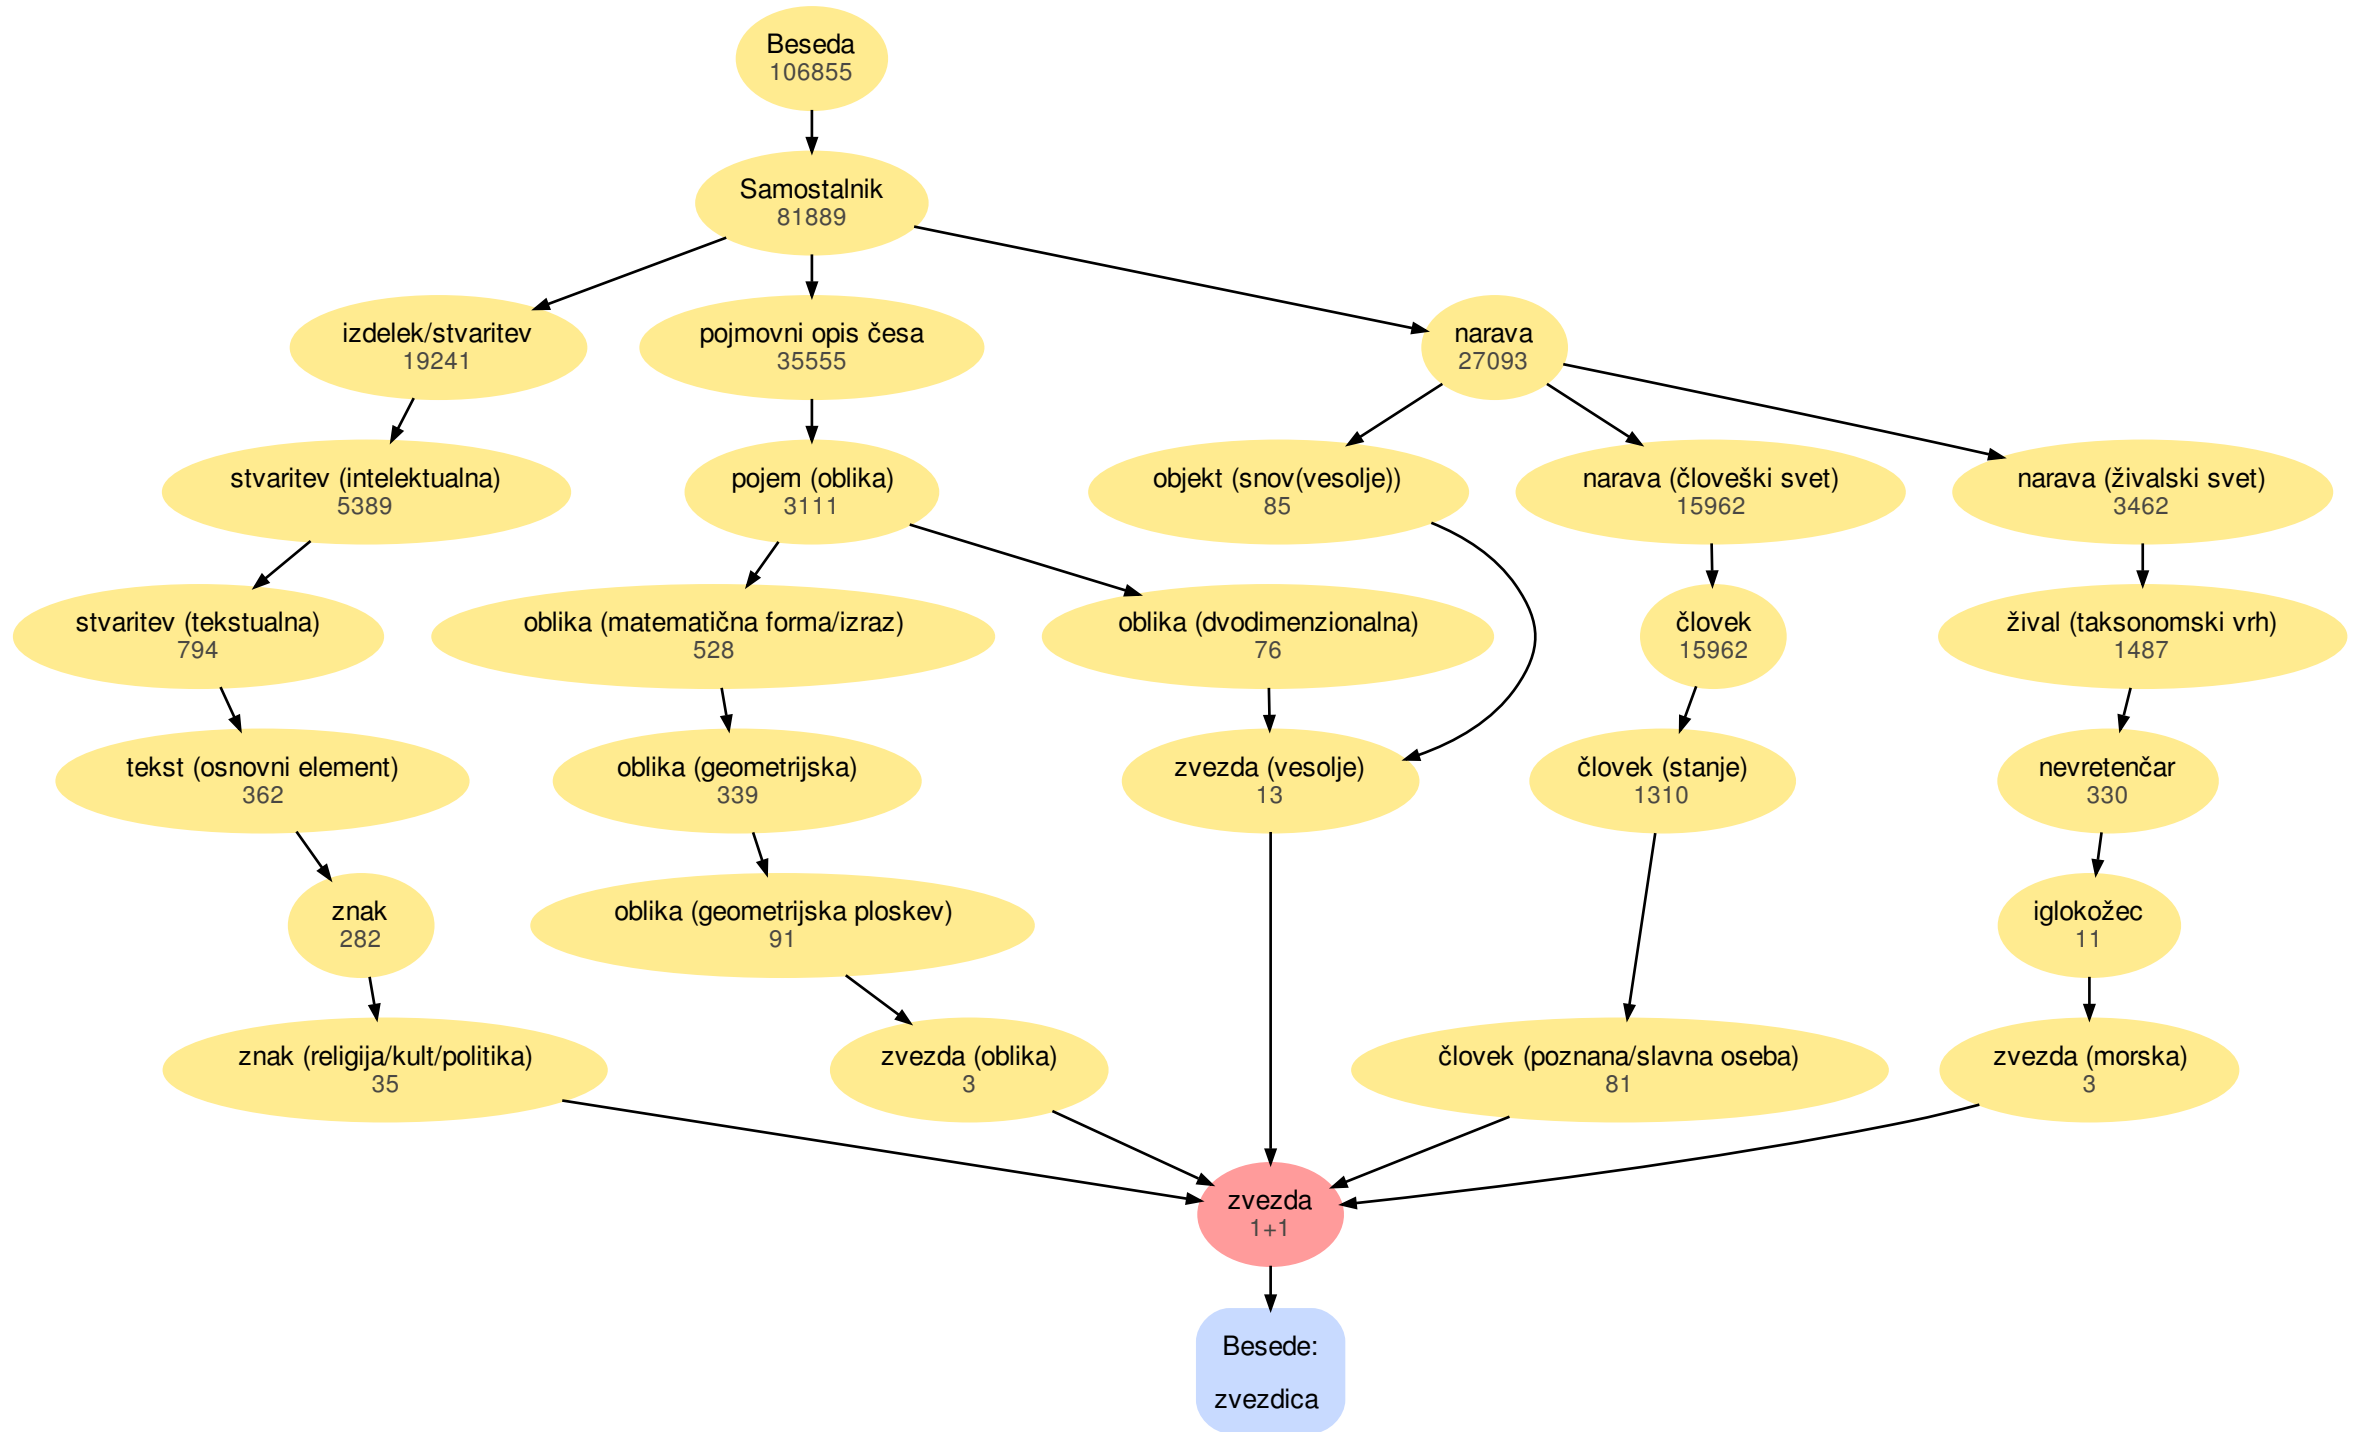 Beseda
106855
Samostalnik
81889
izdelek/stvaritev
19241
pojmovni opis česa
35555
narava
27093
stvaritev (intelektualna)
5389
pojem (oblika)
3111
objekt (snov(vesolje))
85
narava (človeški svet)
15962
narava (živalski svet)
3462
stvaritev (tekstualna)
794
oblika (matematična forma/izraz)
528
oblika (dvodimenzionalna)
76
človek
15962
žival (taksonomski vrh)
1487
tekst (osnovni element)
362
oblika (geometrijska)
339
zvezda (vesolje)
13
človek (stanje)
1310
nevretenčar
330
znak
282
oblika (geometrijska ploskev)
91
iglokožec
11
znak (religija/kult/politika)
35
zvezda (oblika)
3
človek (poznana/slavna oseba)
81
zvezda (morska)
3
zvezda
1+1
Besede:
zvezdica